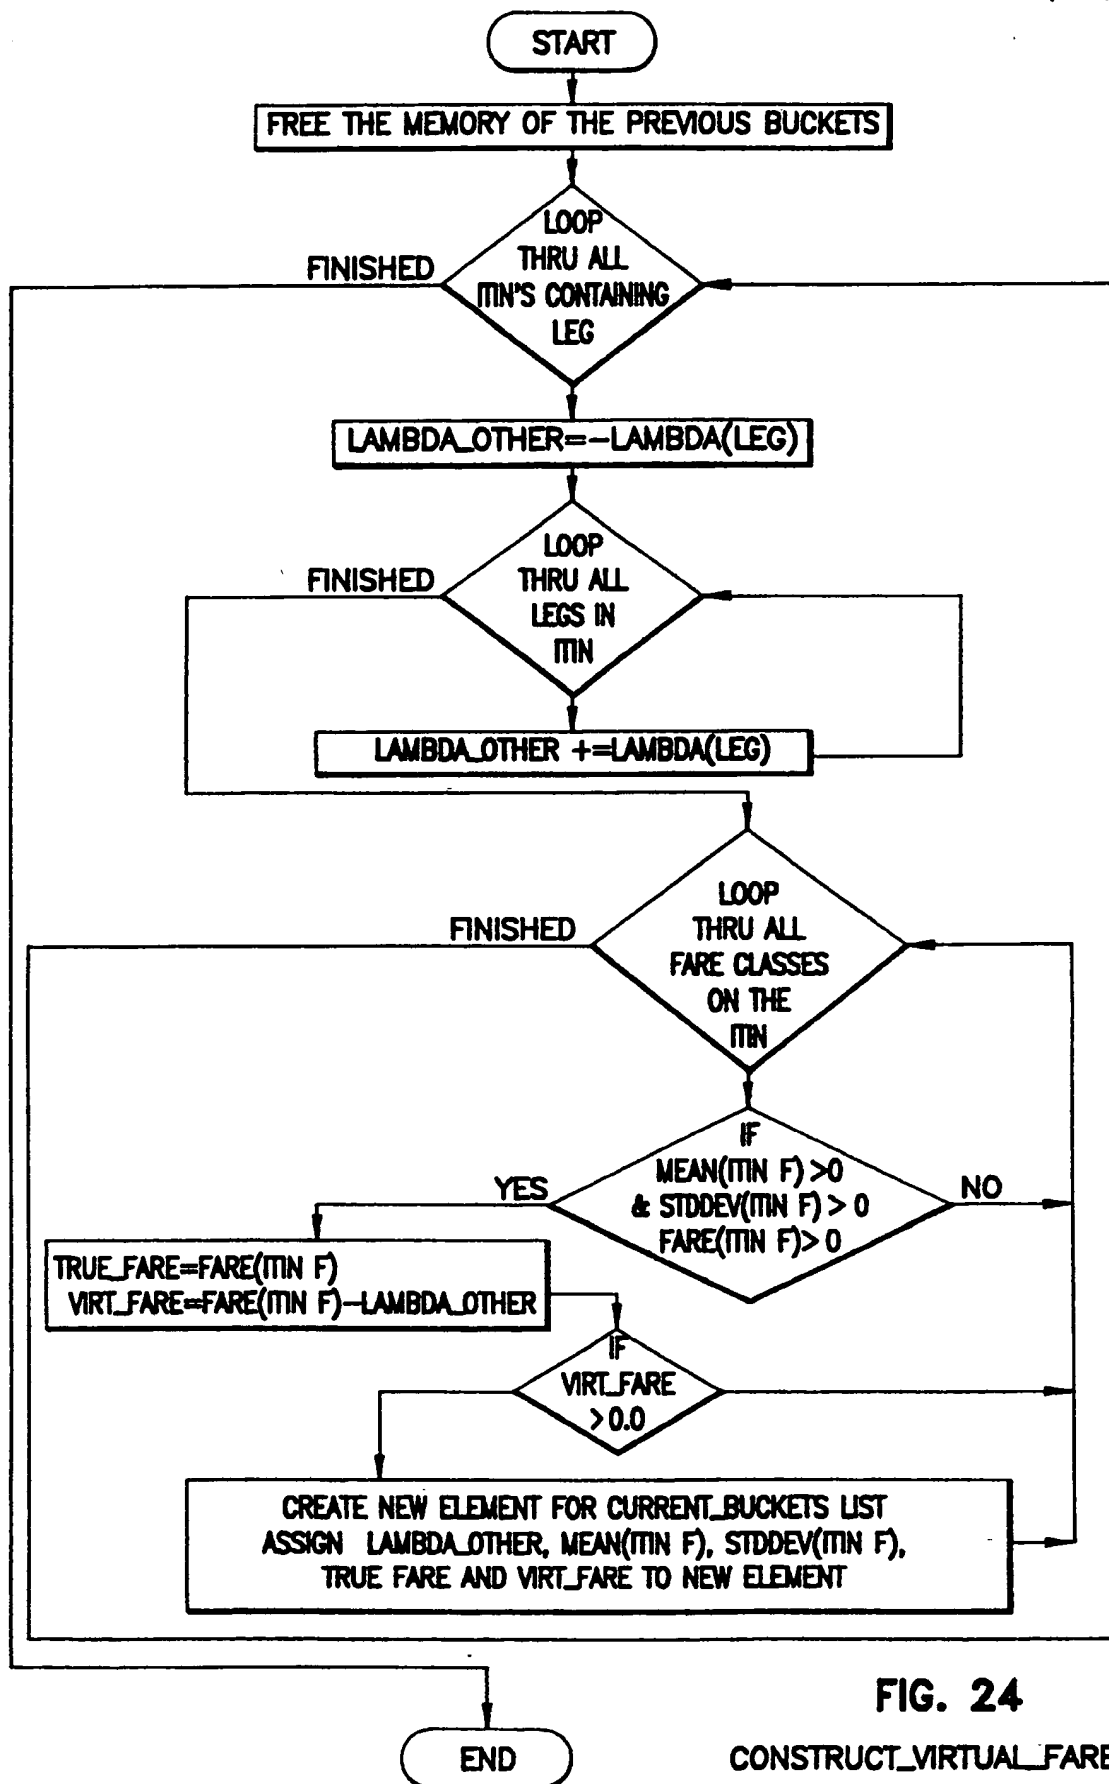 START
FREE THE MEMORY OF THE PREVIOUS BUCKETS
LOOP
THRU ALL
ITIN'S CONTAINING
LEG
FINISHED
LAMBDA_OTHER=-LAMBDA(LEG)
LOOP
THRU ALL
LEGS IN
ITIN
FINISHED
LAMBDA_OTHER +=LAMBDA(LEG)
LOOP
THRU ALL
FARE CLASSES
ON THE
ITIN
FINISHED
IF
MEAN(ITIN F) >0
& STDDEV(ITIN F) > 0
FARE(ITIN F)> 0
YES
NO
TRUE_FARE=FARE(ITIN F)
VIRT_FARE=FARE(ITIN F)-LAMBDA_OTHER
IF
VIRT_FARE
>0.0
CREATE NEW ELEMENT FOR CURRENT_BUCKETS LIST
ASSIGN LAMBDA_OTHER, MEAN(ITIN F), STDDEV(ITIN F),
TRUE FARE AND VIRT_FARE TO NEW ELEMENT
END
FIG. 24
CONSTRUCT_VIRTUAL_FARE